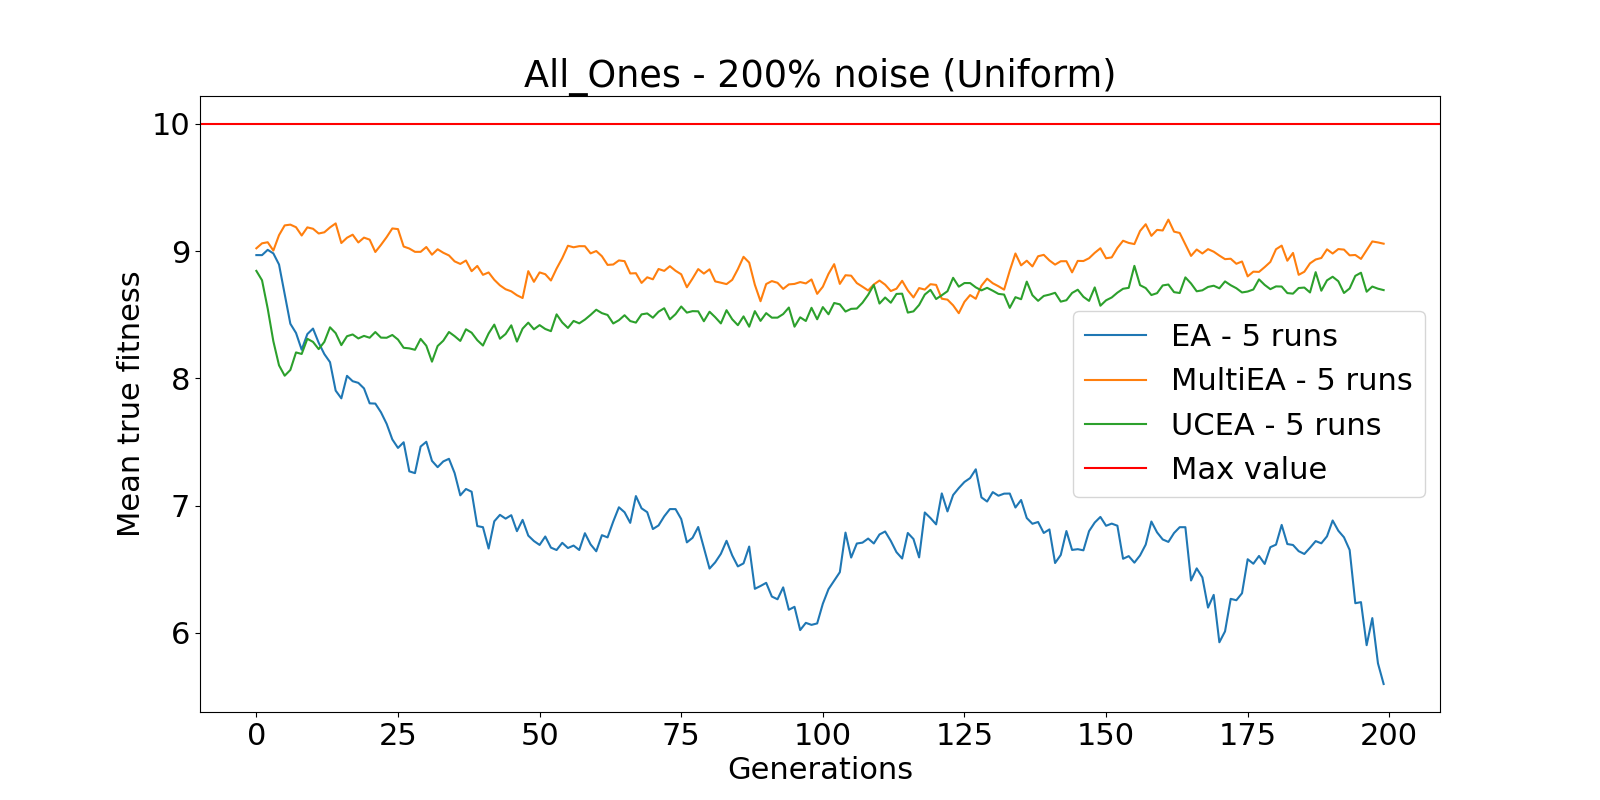 All_Ones - 200% noise (Uniform)
Mean true fitness
10
9
8
7
6
EA - 5 runs
MultiEA - 5 runs
UCEA - 5 runs
Max value
0 25 50 75 100 125 150 175 200
Generations